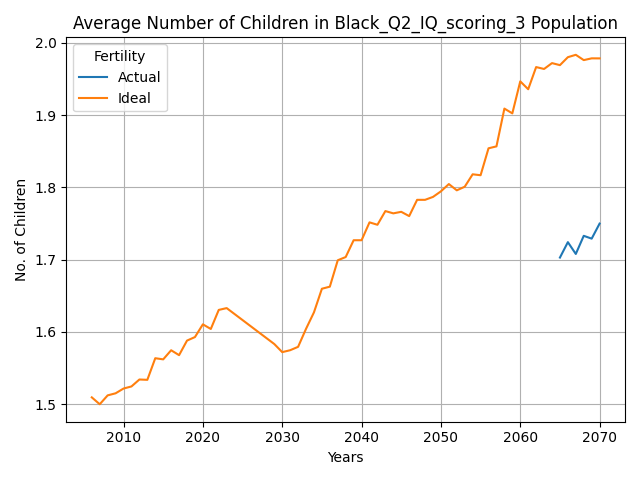 Average Number of Children in Black_Q2_IQ_scoring_3 Population
Fertility
Actual
Ideal
No. of Children
2.0
1.9
1.8
1.7
1.6
1.5
2010 2020 2030 2040 2050 2060 2070
Years